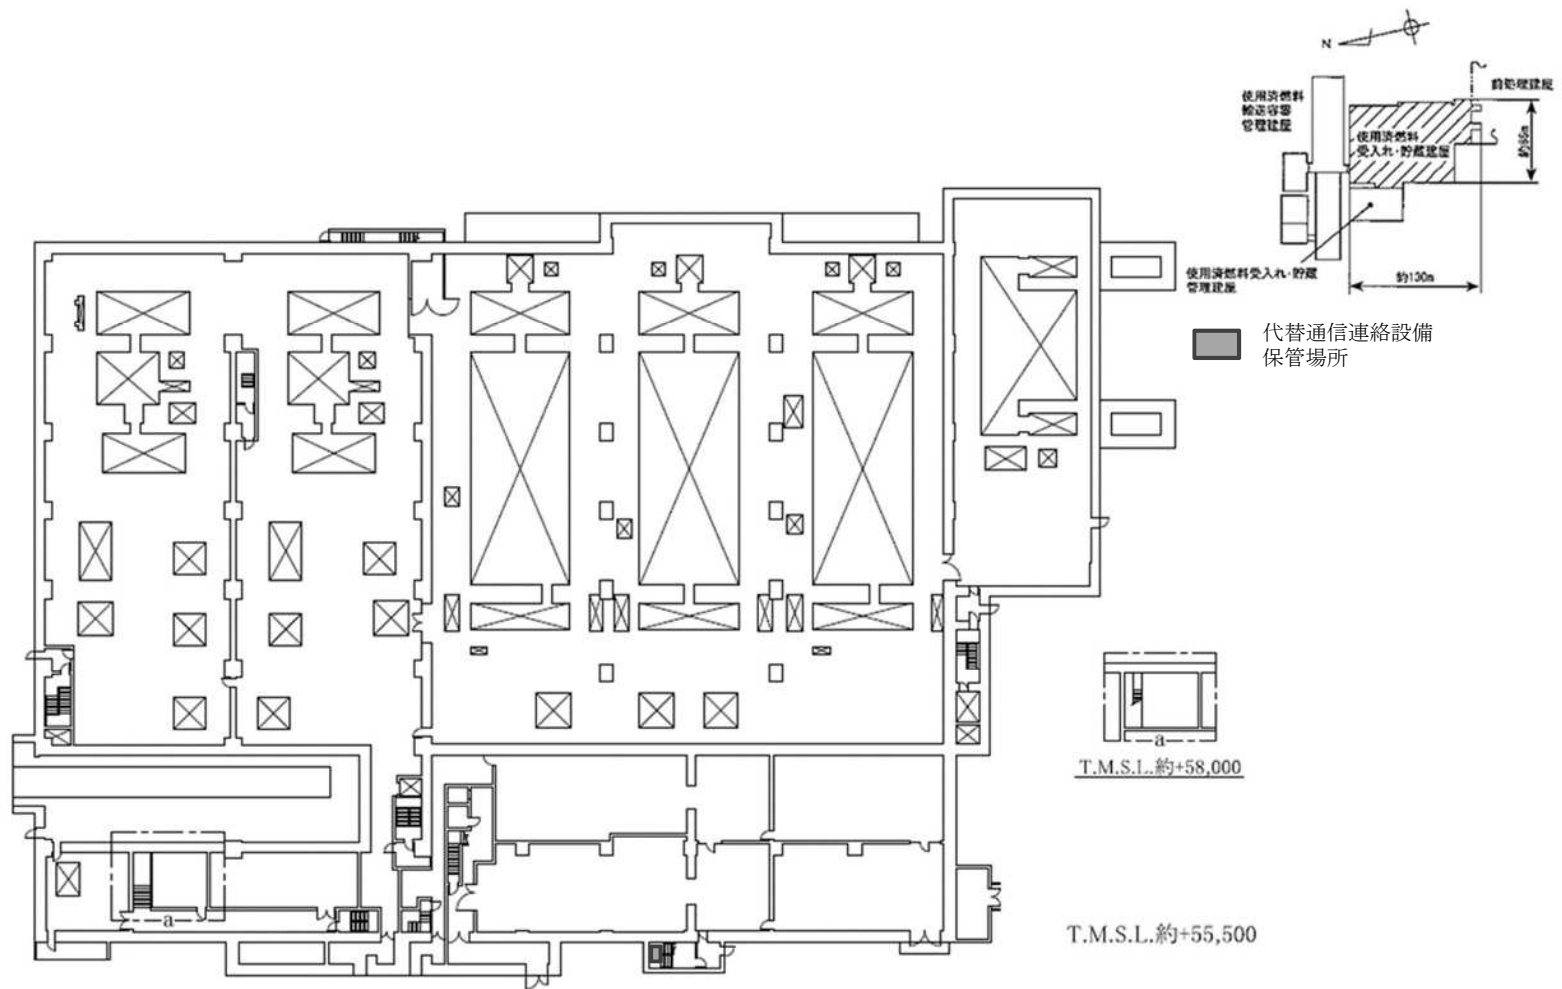 N
前処理建屋
使用済燃料
輸送容器
管理建屋
使用済燃料
受入れ・貯蔵建屋
約86m
使用済燃料受入れ・貯蔵
管理建屋
約130m
代替通信連絡設備
保管場所
a
T.M.S.L.約+58,000
a
T.M.S.L.約+55,500